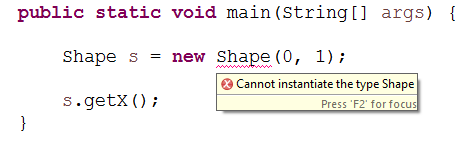 public static void main(String[] args) {
Shape s = new Shape(0, 1);
Cannot instantiate the type Shape
s.getX();
Press 'F2' for focus
}